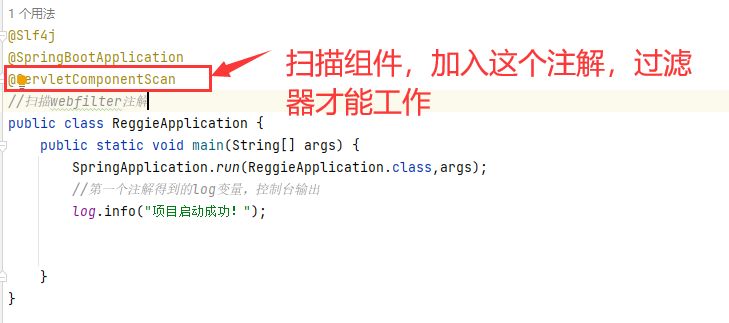 1 个用法
@Slf4j
@SpringBootApplication
@ServletComponentScan
//扫描webfilter注解
public class ReggieApplication {
public static void main(String[] args) {
SpringApplication.run(ReggieApplication.class,args);
//第一个注解得到的log变量，控制台输出
log.info("项目启动成功！");
}
}
扫描组件，加入这个注解，过滤
器才能工作